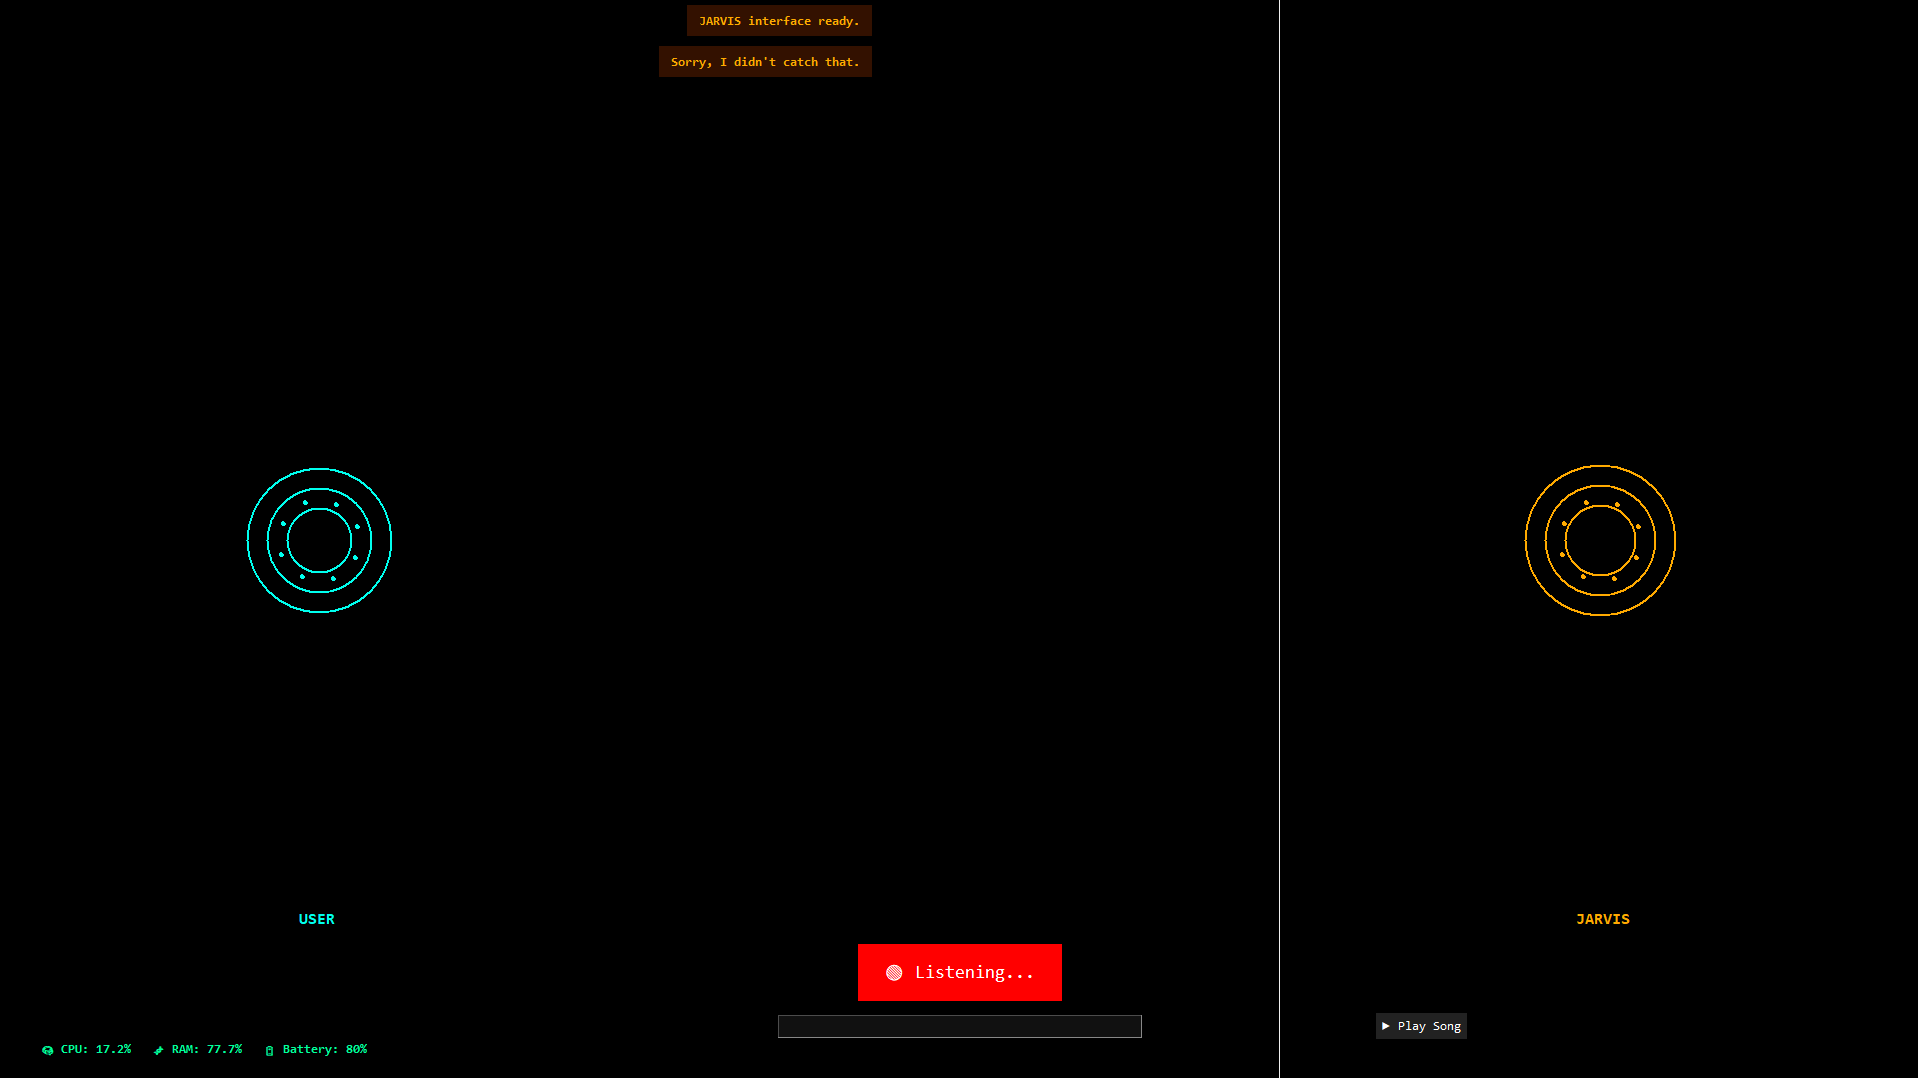 JARVIS interface ready.
Sorry, I didn't catch that.
USER
JARVIS
Listening...
Play Song
CPU: 17.2% RAM: 77.7% Battery: 80%